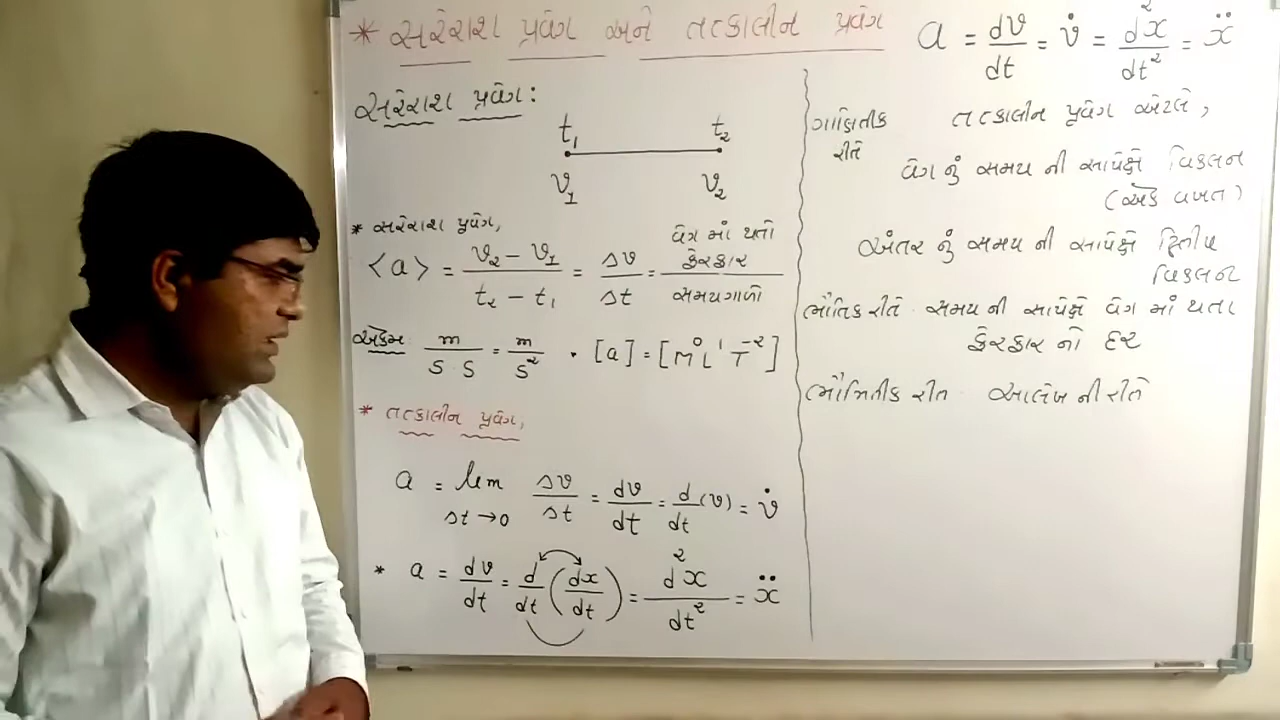 * સરેરાશ પ્રવેગ અને તત્કાલીન પ્રવેગ
સરેરાશ પ્રવેગ:
t₁ t₂
v₁ v₂
* સરેરાશ પ્રવેગ,
<a> = (v₂ - v₁)/(t₂ - t₁) = Δv/Δt = વેગ માં થતો ફેરફાર / સમયગાળો
એકમ m/s s = m/s² · [a] = [M⁰ L¹ T⁻²]
* તત્કાલીન પ્રવેગ,
a = lim Δt→0 Δv/Δt = dv/dt = d/dt (v) = v̇
* a = dv/dt = d/dt (dx/dt) = d²x/dt² = ẍ
a = dv/dt = v̇ = d²x/dt² = ẍ
ગાણિતીક રીતે તત્કાલીન પ્રવેગ એટલે,
વેગ નું સમય ની સાપેક્ષે વિકલન
(એક વખત)
અંતર નું સમય ની સાપેક્ષે દ્વિતીય
વિકલન
ભૌતિક રીતે સમય ની સાપેક્ષે વેગ માં થતા
ફેરફાર નો દર
ભૌમિતીક રીત આલેખ ની રીતે